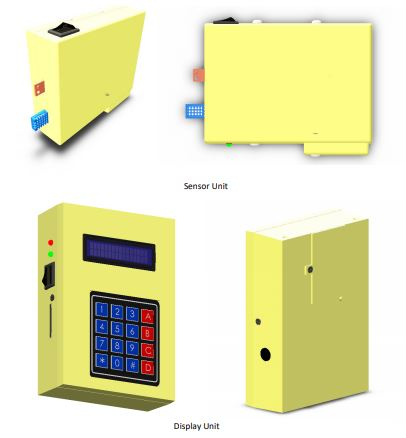 Sensor Unit
1 2 3 A
4 5 6 B
7 8 9 C
* 0 # D
Display Unit